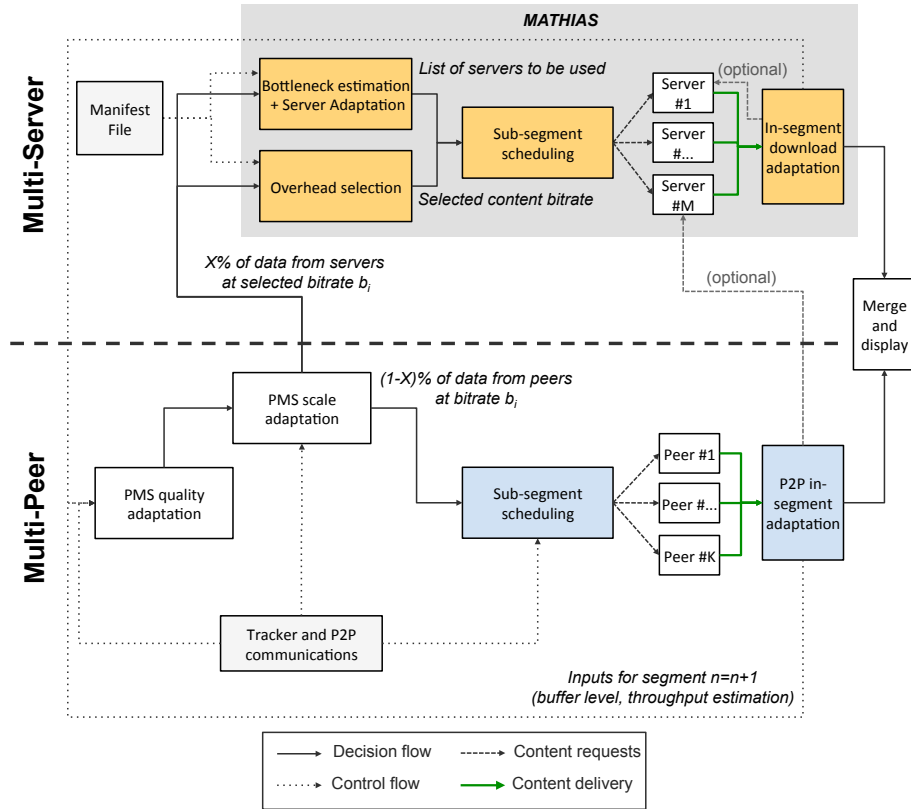 MATHIAS
Multi-Server
Manifest
File
Bottleneck estimation
+ Server Adaptation
List of servers to be used
Overhead selection
Selected content bitrate
Sub-segment
scheduling
Server
#1
Server
#...
Server
#M
(optional)
In-segment
download
adaptation
X% of data from servers
at selected bitrate bi
(optional)
Merge
and
display
Multi-Peer
PMS scale
adaptation
(1-X)% of data from peers
at bitrate bi
PMS quality
adaptation
Sub-segment
scheduling
Peer #1
Peer #...
Peer #K
P2P in-
segment
adaptation
Tracker and P2P
communications
Inputs for segment n=n+1
(buffer level, throughput estimation)
Decision flow
Content requests
Control flow
Content delivery